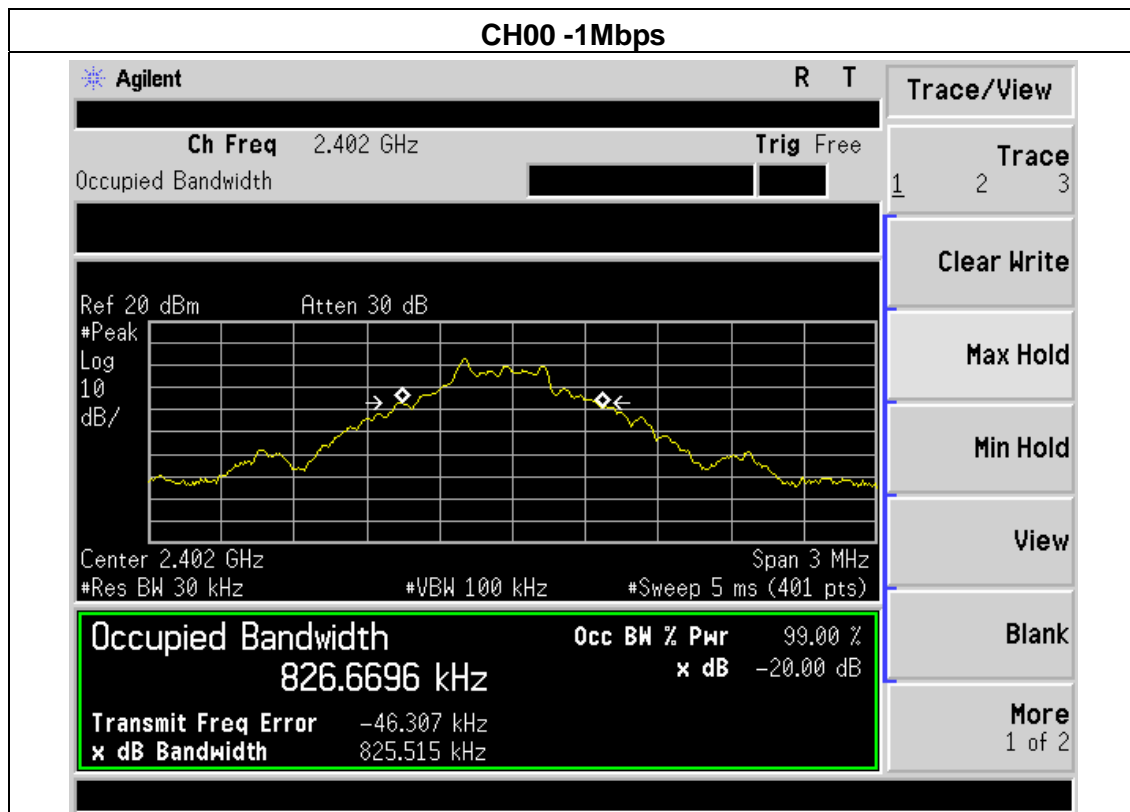 CH00 -1Mbps
Agilent
R T
Trace/View
Ch Freq 2.402 GHz
Trig Free
Occupied Bandwidth
Trace
1 2 3
Clear Write
Ref 20 dBm Atten 30 dB
#Peak
Log
10
dB/
Max Hold
Min Hold
View
Center 2.402 GHz Span 3 MHz
#Res BW 30 kHz #VBW 100 kHz #Sweep 5 ms (401 pts)
Occupied Bandwidth
826.6696 kHz
Occ BW % Pwr 99.00 %
x dB -20.00 dB
Transmit Freq Error -46.307 kHz
x dB Bandwidth 825.515 kHz
Blank
More
1 of 2